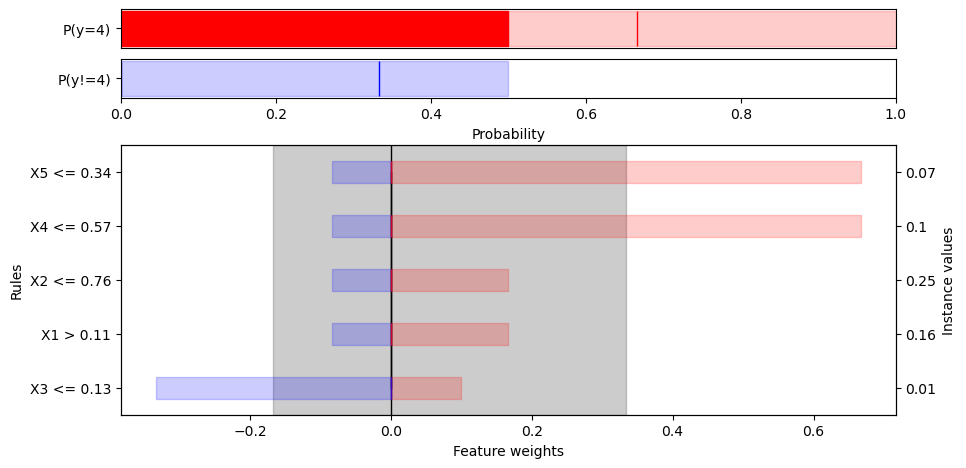 P(y=4)
P(y!=4)
0.0 0.2 0.4 0.6 0.8 1.0
Probability
X5 <= 0.34 0.07
X4 <= 0.57 0.1
X2 <= 0.76 0.25
X1 > 0.11 0.16
X3 <= 0.13 0.01
Rules
Instance values
−0.2 0.0 0.2 0.4 0.6
Feature weights